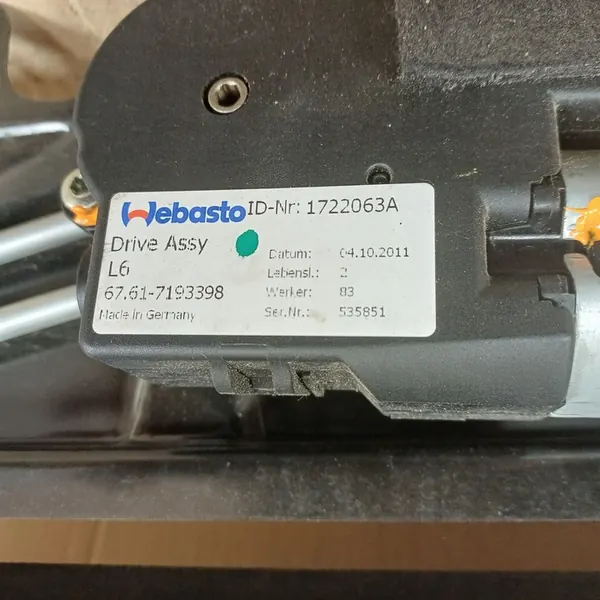 Webasto ID-Nr: 1722063A
Drive Assy
L6
67.61-7193398
Made in Germany
Datum: 04.10.2011
Lebensl.: 2
Werker: 83
Ser.Nr.: 535851